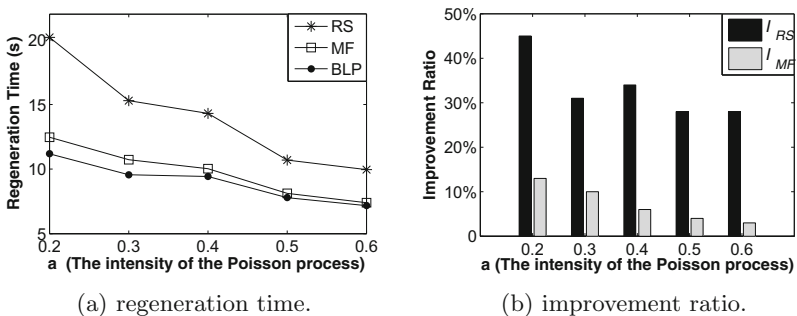 RS
MF
BLP
20
15
10
5
0.2 0.3 0.4 0.5 0.6
Regeneration Time (s)
a (The intensity of the Poisson process)
(a) regeneration time.
I RS
I MF
50%
40%
30%
20%
10%
0
0.2 0.3 0.4 0.5 0.6
Improvement Ratio
a (The intensity of the Poisson process)
(b) improvement ratio.